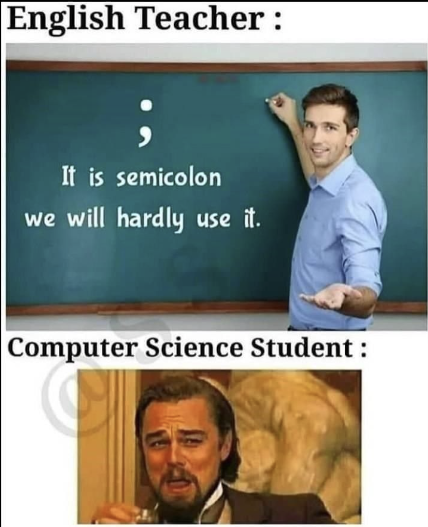 English Teacher :
;
It is semicolon
we will hardly use it.
Computer Science Student :